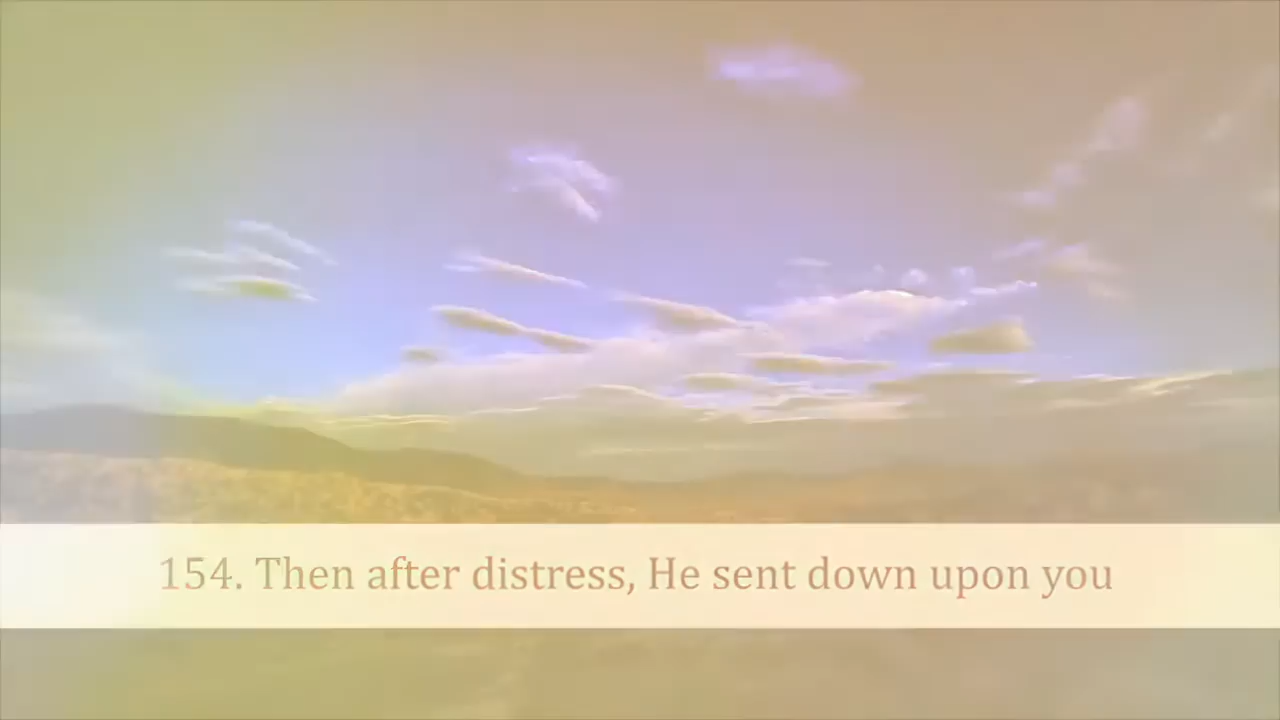 154. Then after distress, He sent down upon you